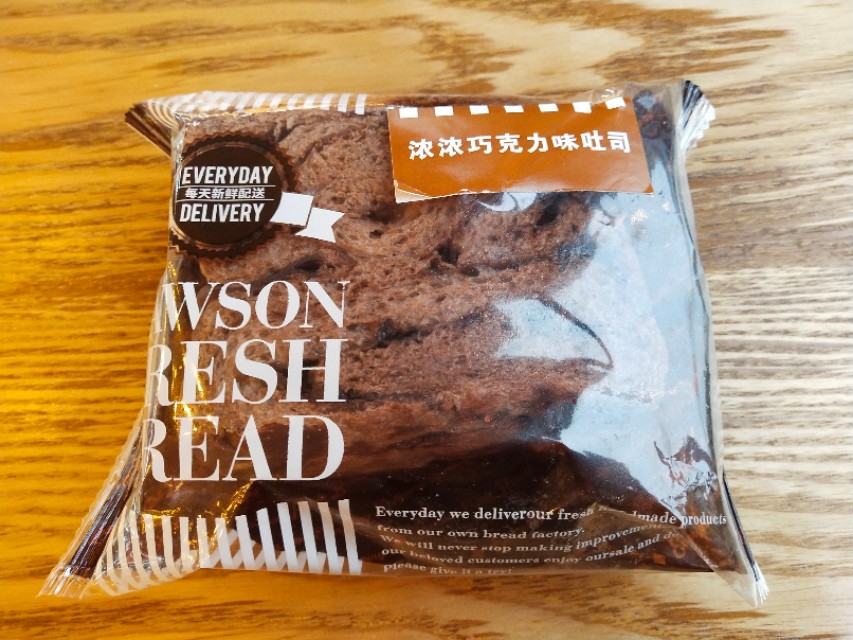 浓浓巧克力味吐司
EVERYDAY
每天新鲜配送
DELIVERY
WSON
RESH
READ
Everyday we deliverour fresh made products
from our own bread factory.
We will never stop making improvemen
our beloved customers enjoy oursale and d
Please give it a try!